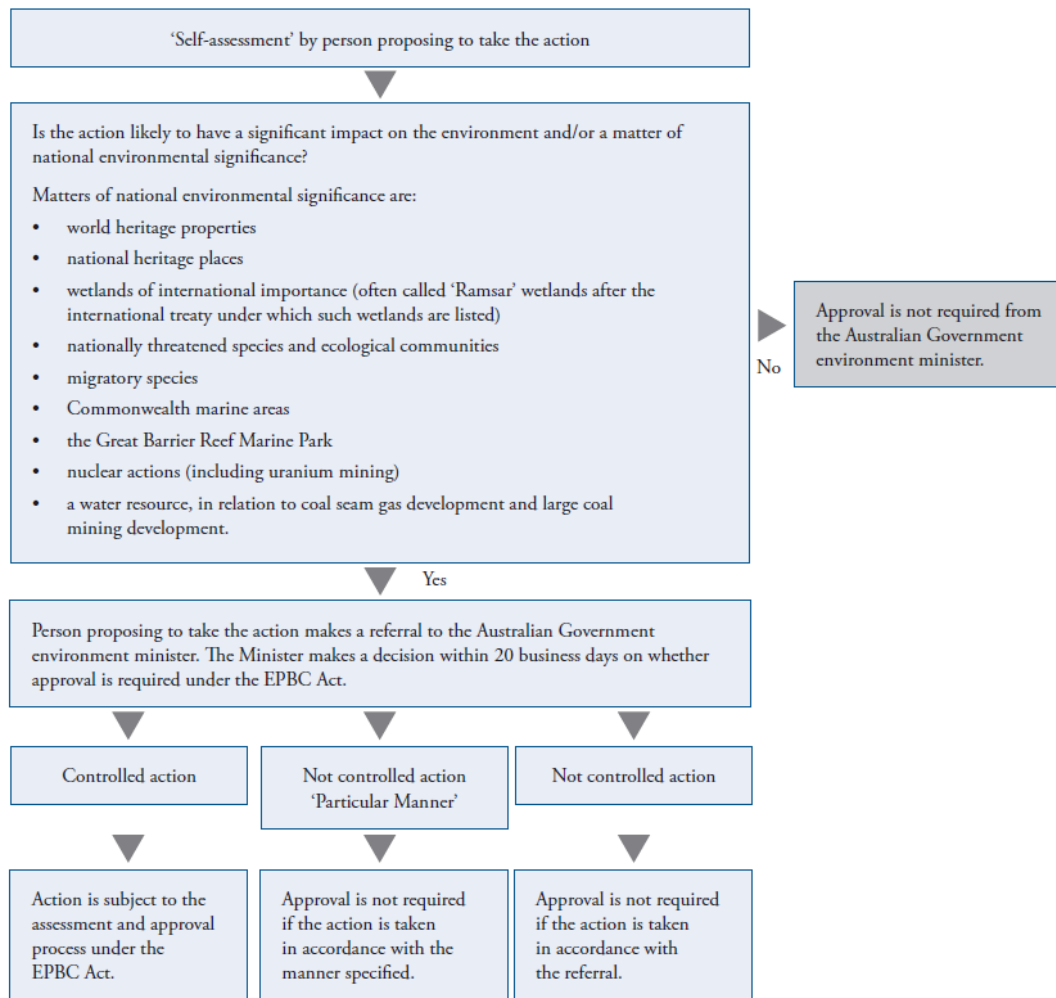 ‘Self-assessment’ by person proposing to take the action
Is the action likely to have a significant impact on the environment and/or a matter of
national environmental significance?
Matters of national environmental significance are:
• world heritage properties
• national heritage places
• wetlands of international importance (often called ‘Ramsar’ wetlands after the
international treaty under which such wetlands are listed)
• nationally threatened species and ecological communities
• migratory species
• Commonwealth marine areas
• the Great Barrier Reef Marine Park
• nuclear actions (including uranium mining)
• a water resource, in relation to coal seam gas development and large coal
mining development.
No
Approval is not required from
the Australian Government
environment minister.
Yes
Person proposing to take the action makes a referral to the Australian Government
environment minister. The Minister makes a decision within 20 business days on whether
approval is required under the EPBC Act.
Controlled action
Not controlled action
‘Particular Manner’
Not controlled action
Action is subject to the
assessment and approval
process under the
EPBC Act.
Approval is not required
if the action is taken
in accordance with the
manner specified.
Approval is not required
if the action is taken
in accordance with
the referral.